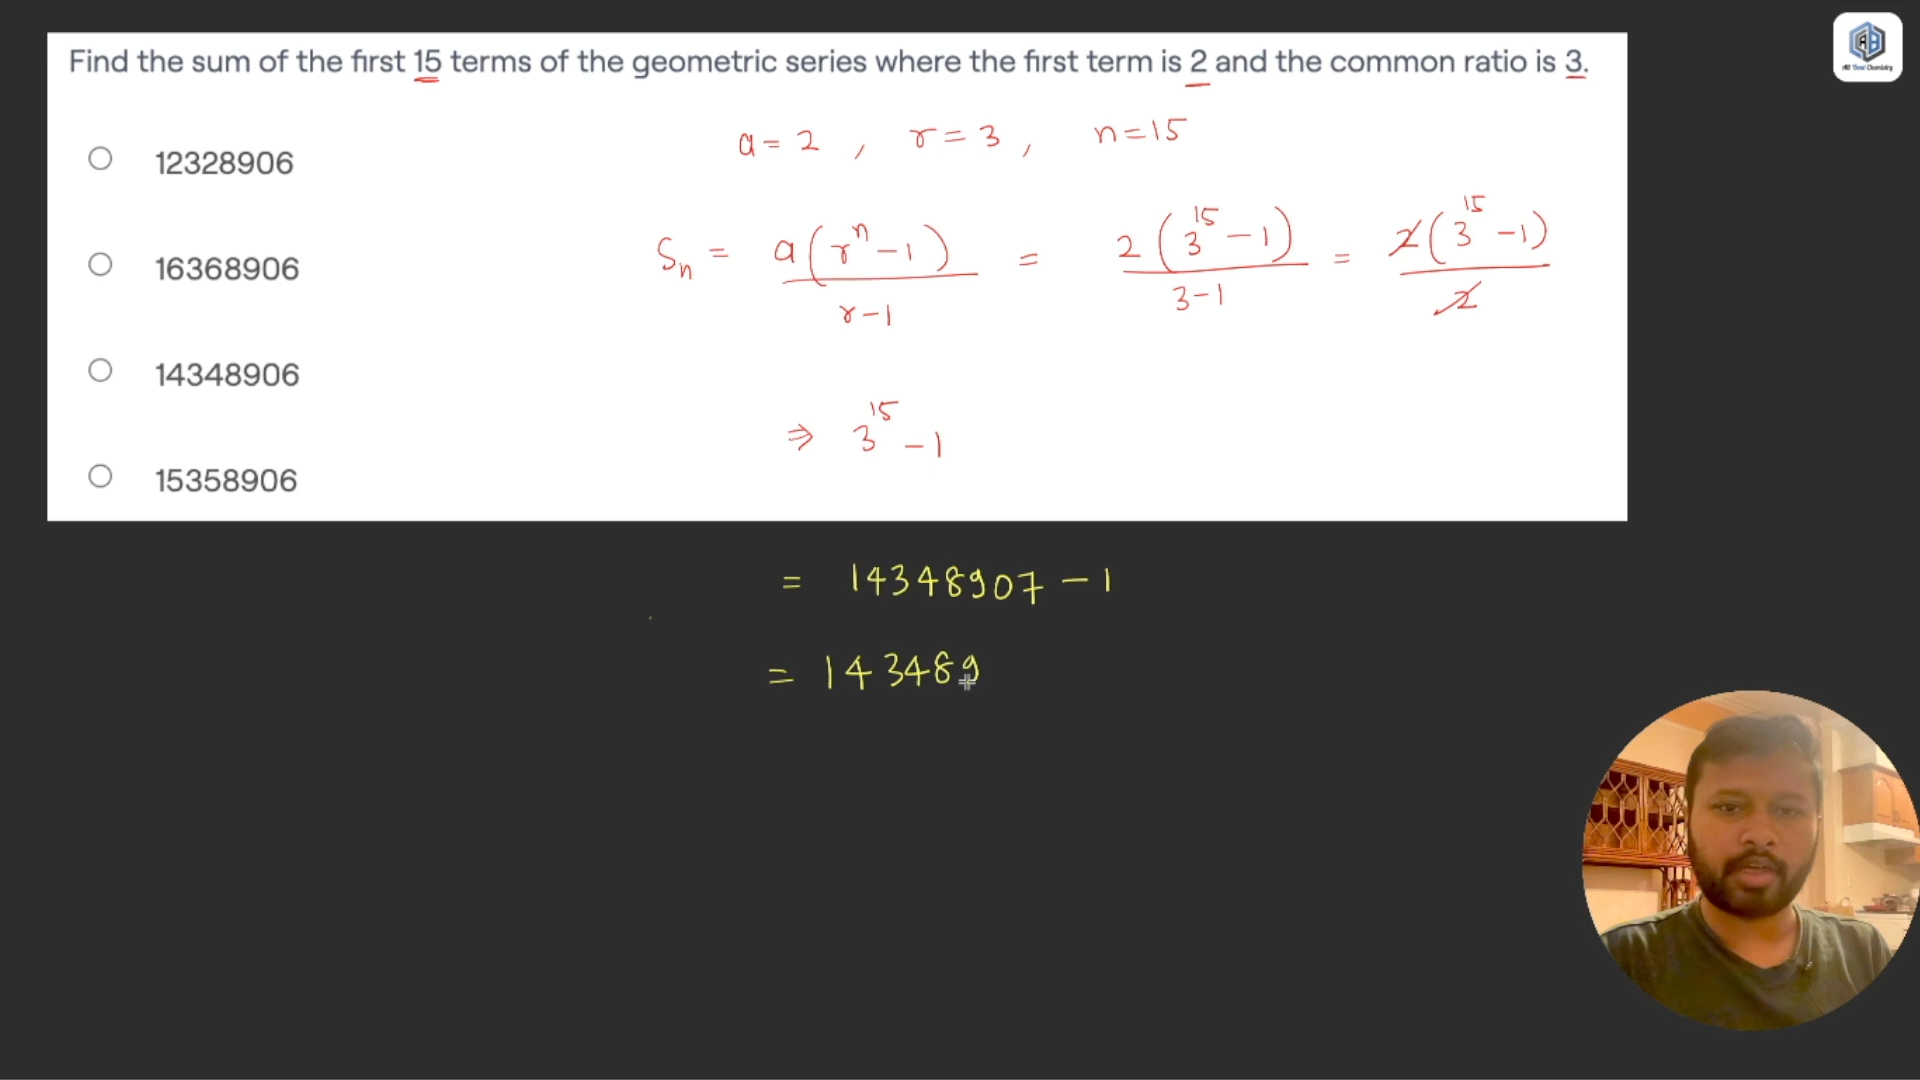 Find the sum of the first 15 terms of the geometric series where the first term is 2 and the common ratio is 3.
a = 2 , r = 3 , n = 15
12328906
Sn = a(r^n - 1) / r - 1 = 2(3^15 - 1) / 3 - 1 = 2(3^15 - 1) / 2
16368906
14348906
⇒ 3^15 - 1
15358906
= 14348907 - 1
= 143489